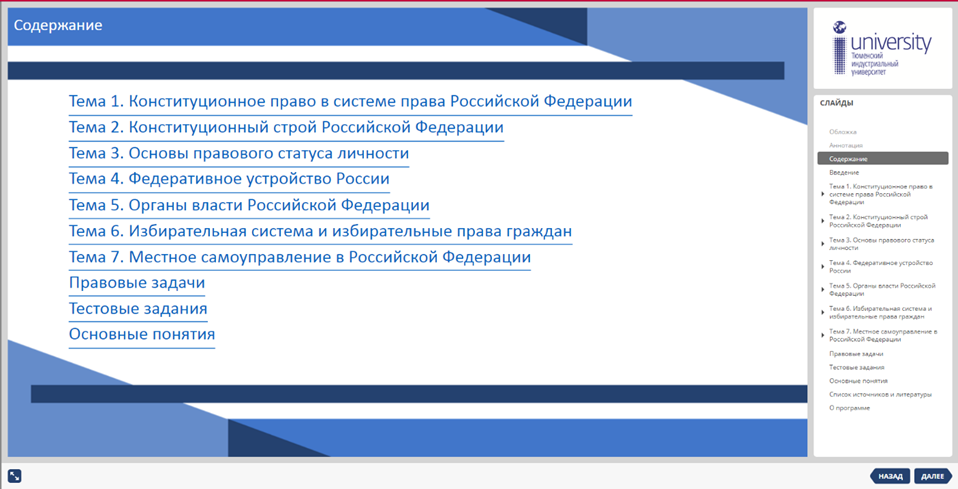 Содержание
Тема 1. Конституционное право в системе права Российской Федерации
Тема 2. Конституционный строй Российской Федерации
Тема 3. Основы правового статуса личности
Тема 4. Федеративное устройство России
Тема 5. Органы власти Российской Федерации
Тема 6. Избирательная система и избирательные права граждан
Тема 7. Местное самоуправление в Российской Федерации
Правовые задачи
Тестовые задания
Основные понятия
university
Тюменский
индустриальный
университет
СЛАЙДЫ
Обложка
Аннотация
Содержание
Введение
Тема 1. Конституционное право в
системе права Российской
Федерации
Тема 2. Конституционный строй
Российской Федерации
Тема 3. Основы правового статуса
личности
Тема 4. Федеративное устройство
России
Тема 5. Органы власти Российской
Федерации
Тема 6. Избирательная система и
избирательные права граждан
Тема 7. Местное самоуправление в
Российской Федерации
Правовые задачи
Тестовые задания
Основные понятия
Список источников и литературы
О программе
НАЗАД
ДАЛЕЕ